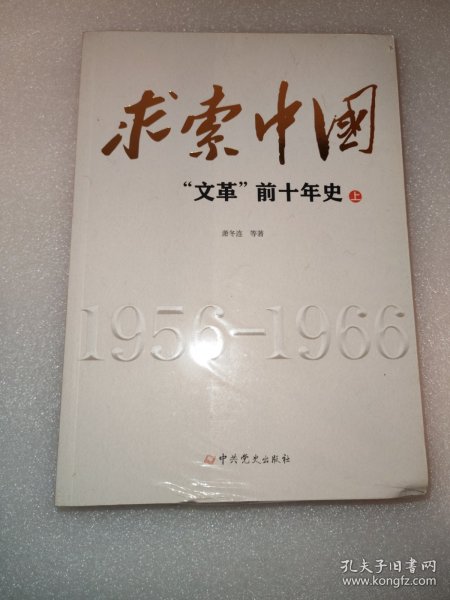 求索中國
“文革”前十年史 上
萧冬连 等著
1956-1966
中共党史出版社
孔夫子旧书网
www.kongfz.com